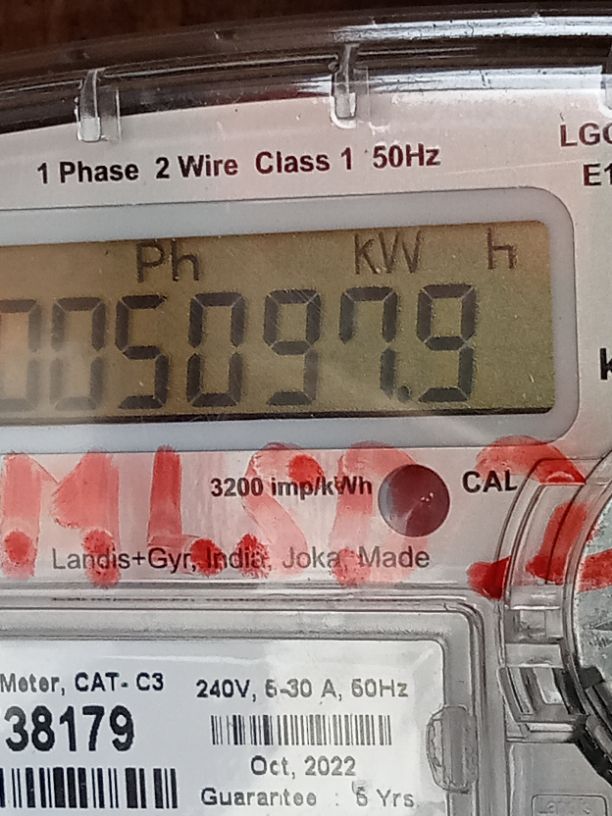 1 Phase 2 Wire Class 1 50Hz
LGC
E1
Ph kW h
005097.9
k
3200 imp/kWh CAL
M.L.S.D
Landis+Gyr, India, Joka, Made
Meter, CAT- C3
240V, 5-30 A, 50Hz
38179
Oct, 2022
Guarantee : 5 Yrs.